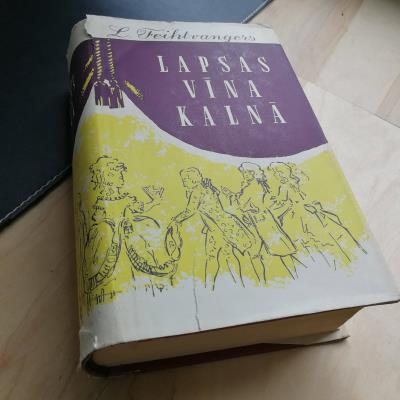 L. Feihtvangers
LAPSAS
VĪNA
KALNĀ